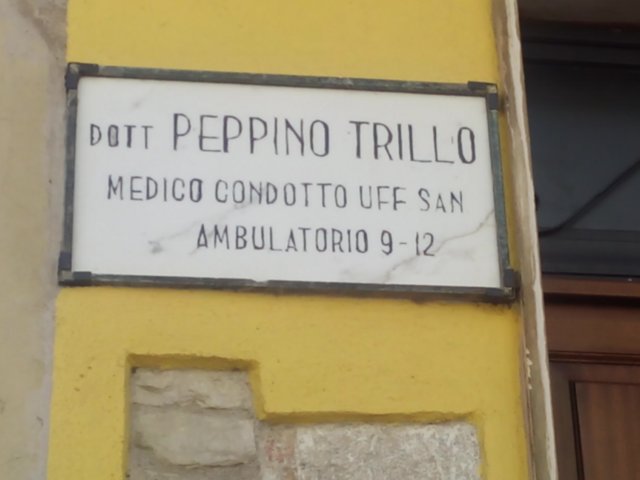 DOTT PEPPINO TRILLO
MEDICO CONDOTTO UFF SAN
AMBULATORIO 9-12